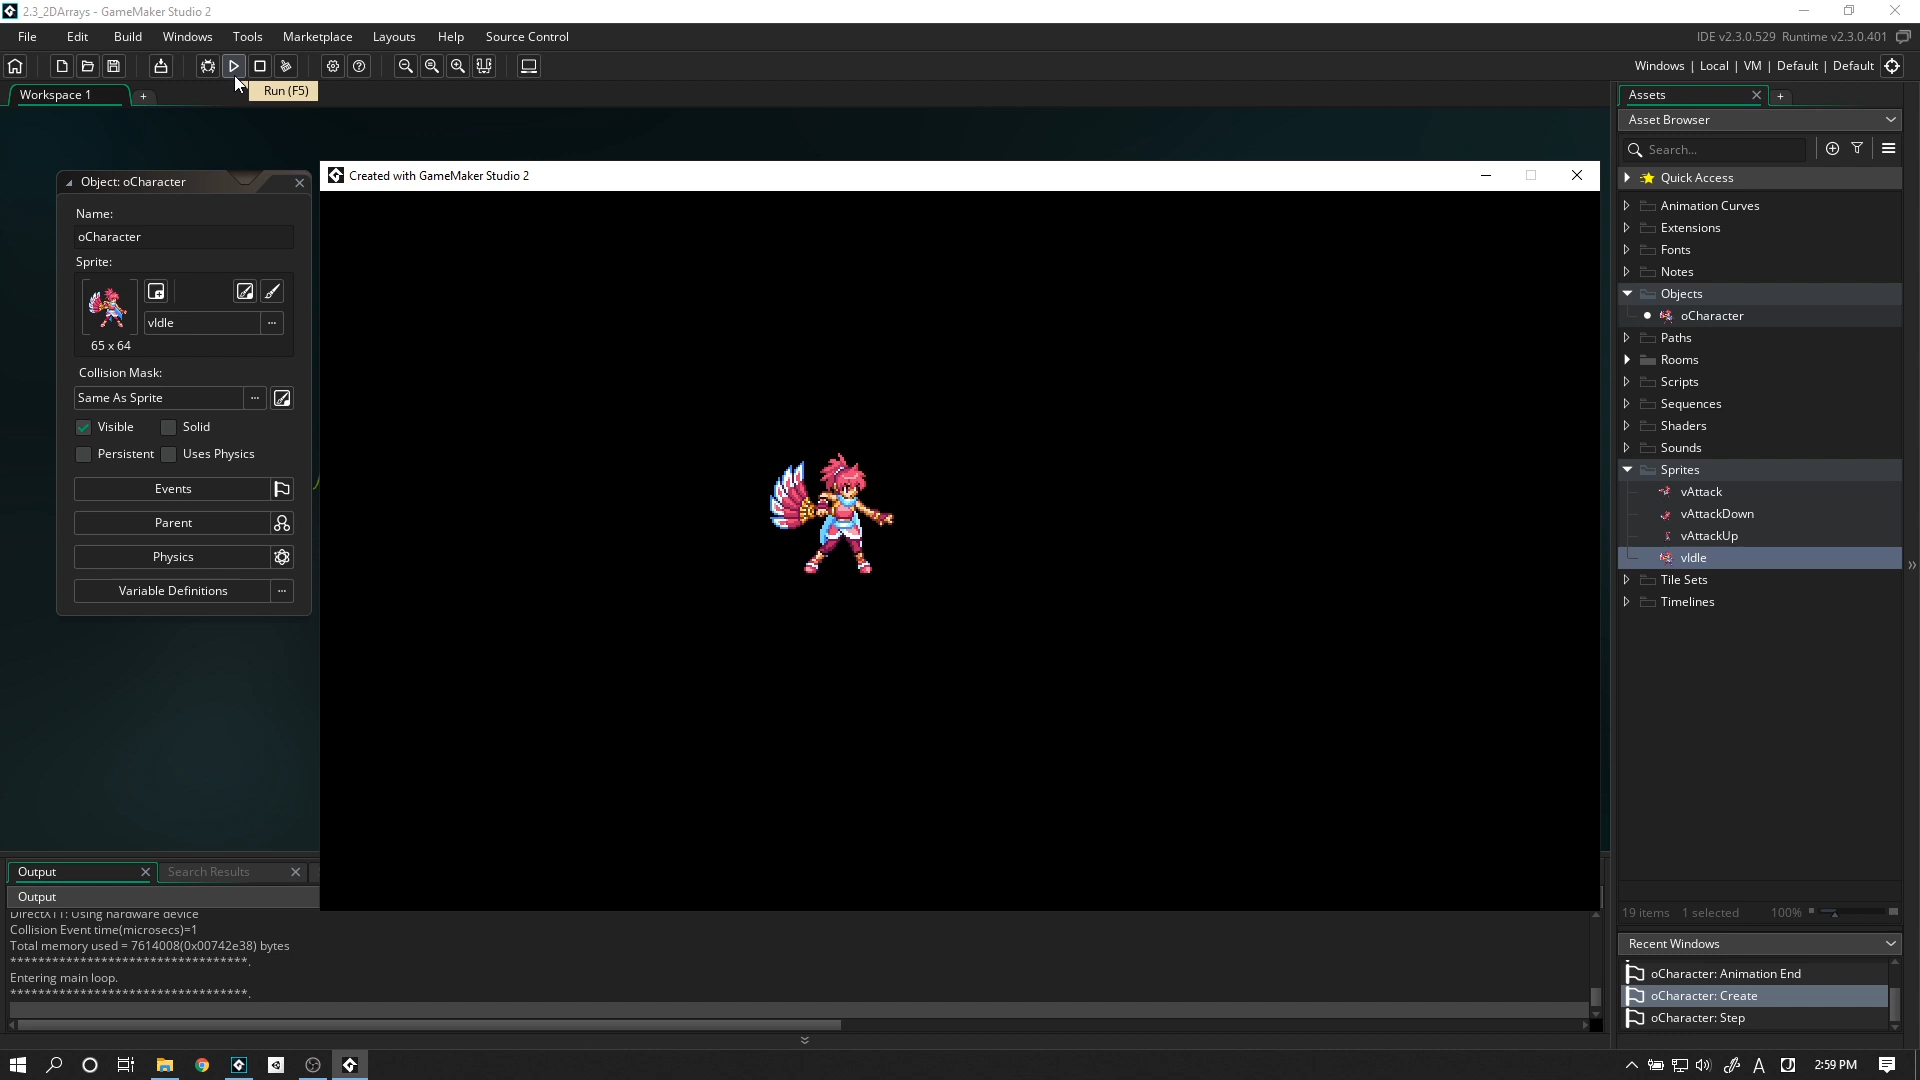 2.3_2DArrays - GameMaker Studio 2
File Edit Build Windows Tools Marketplace Layouts Help Source Control
IDE v2.3.0.529 Runtime v2.3.0.401
Windows | Local | VM | Default | Default
Run (F5)
Workspace 1
+
Object: oCharacter
Name:
oCharacter
Sprite:
vIdle
65 x 64
Collision Mask:
Same As Sprite
Visible Solid
Persistent Uses Physics
Events
Parent
Physics
Variable Definitions
Created with GameMaker Studio 2
Assets
+
Asset Browser
Search...
Quick Access
Animation Curves
Extensions
Fonts
Notes
Objects
oCharacter
Paths
Rooms
Scripts
Sequences
Shaders
Sounds
Sprites
vAttack
vAttackDown
vAttackUp
vIdle
Tile Sets
Timelines
19 items 1 selected 100%
Recent Windows
oCharacter: Animation End
oCharacter: Create
oCharacter: Step
Output Search Results
Output
DirectX11: Using hardware device
Collision Event time(microsecs)=1
Total memory used = 7614008(0x00742e38) bytes
**********************************.
Entering main loop.
**********************************.
A
2:59 PM